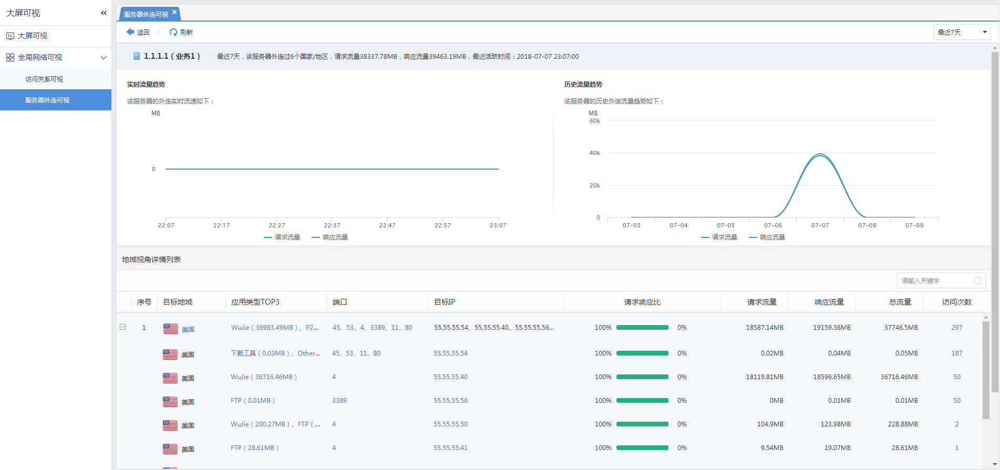 大屏可视
大屏可视
全局网络可视
访问关系可视
服务器外连可视
服务器外连可视
返回
刷新
最近7天
1.1.1.1（业务1） 最近7天，该服务器外连过6个国家/地区，请求流量38337.78MB，响应流量39463.19MB，最近活跃时间：2018-07-07 23:07:00
实时流量趋势
该服务器的外连实时流速如下：
MB
0
22:07 22:17 22:27 22:37 22:47 22:57 23:07
请求流量 响应流量
历史流量趋势
该服务器的历史外连流量趋势如下：
MB
60k
40k
20k
0
07-03 07-04 07-05 07-06 07-07 07-08 07-09
请求流量 响应流量
地域视角详情列表
请输入关键字
序号 目标地域 应用类型TOP3 端口 目标IP 请求响应比 请求流量 响应流量 总流量 访问次数
1 美国 WuJie（36983.49MB）、P2... 45、53、4、3389、11、80 55.55.55.54、55.55.55.40、55.55.55.56... 100% 0% 18587.14MB 19159.36MB 37746.5MB 297
美国 下载工具（0.03MB）、Other... 45、53、11、80 55.55.55.54 100% 0% 0.02MB 0.04MB 0.05MB 187
美国 WuJie（36716.46MB） 4 55.55.55.40 100% 0% 18119.81MB 18596.65MB 36716.46MB 50
美国 FTP（0.01MB） 3389 55.55.55.56 100% 0% 0MB 0.01MB 0.01MB 50
美国 WuJie（200.27MB）、FTP（... 4 55.55.55.50 100% 0% 104.9MB 123.98MB 228.88MB 2
美国 FTP（28.61MB） 4 55.55.55.41 100% 0% 9.54MB 19.07MB 28.61MB 1